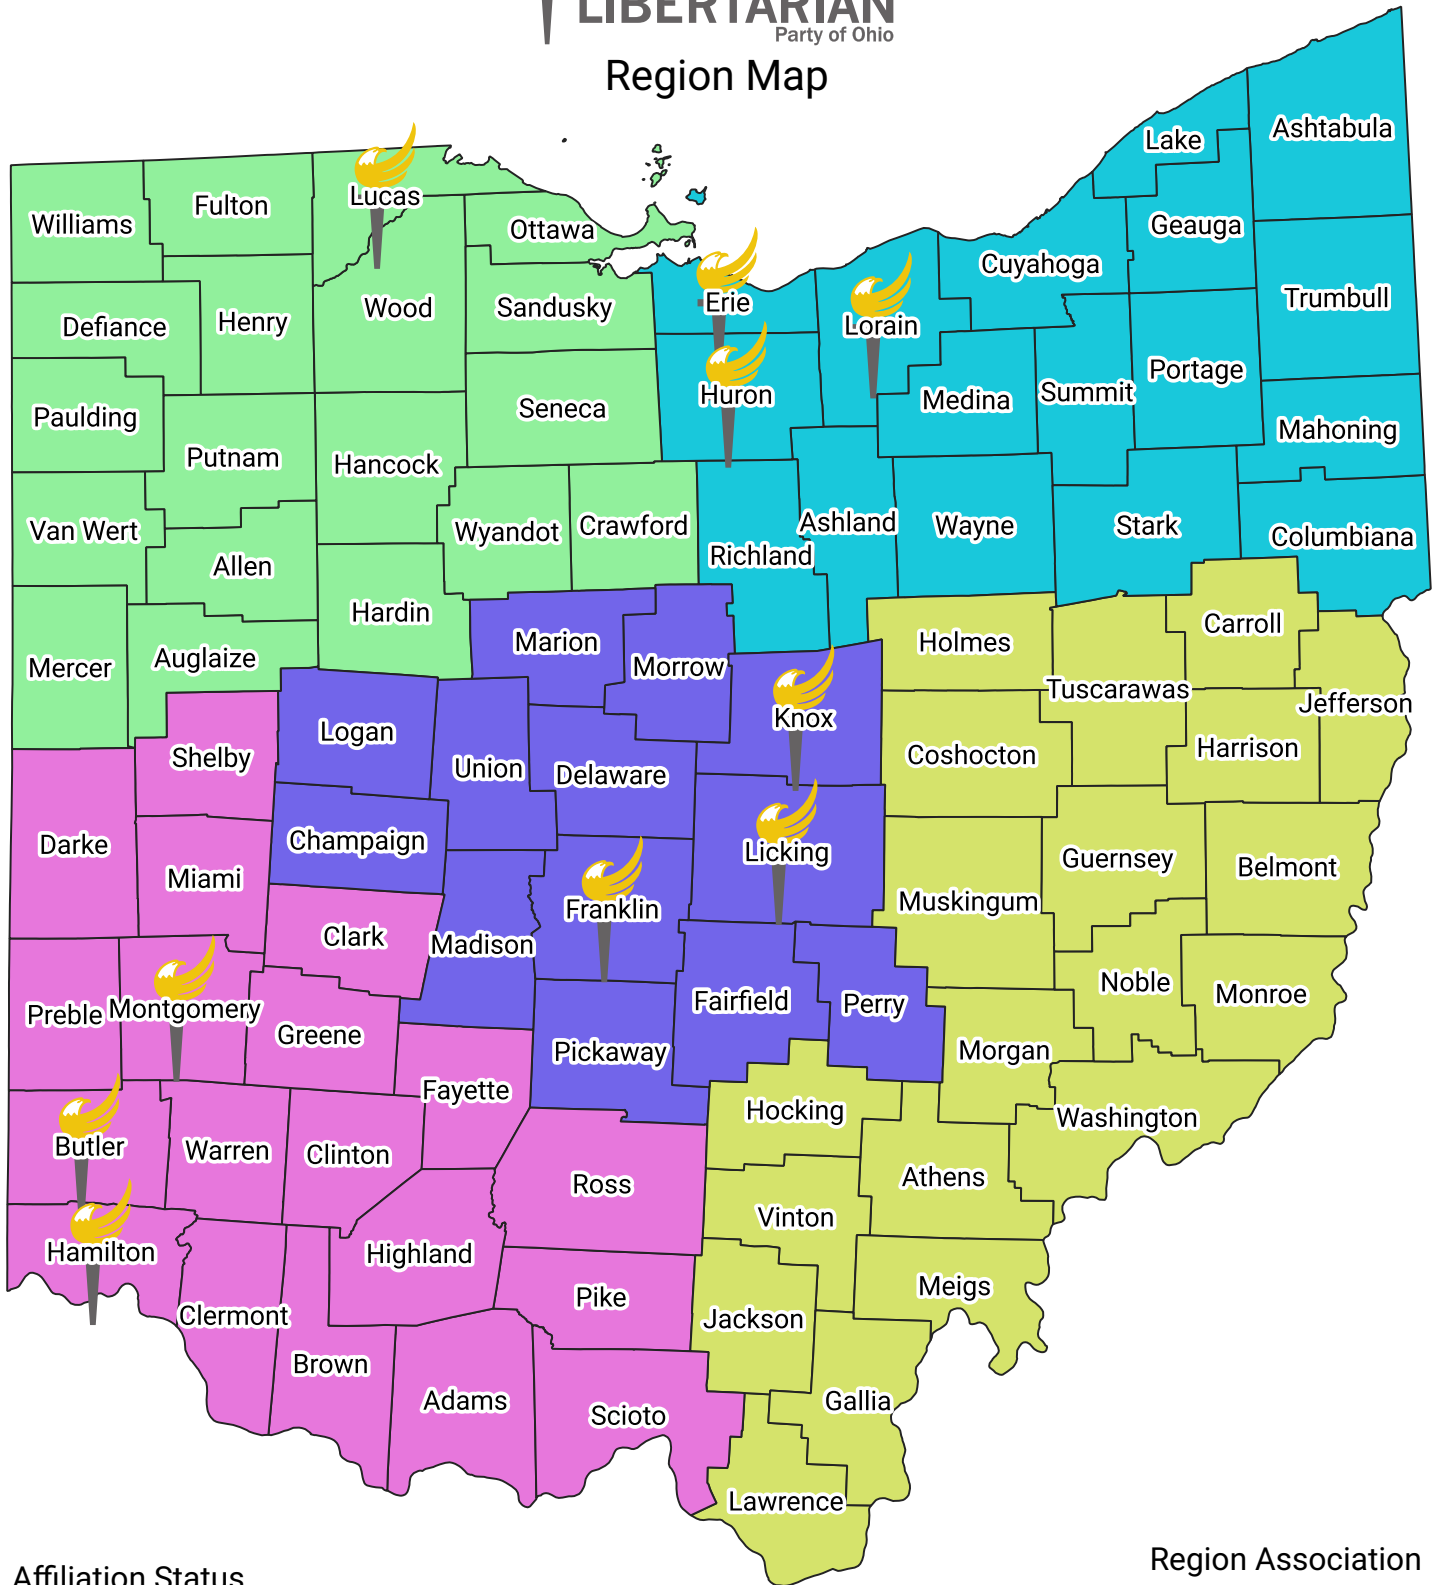 LIBERTARIAN
Party of Ohio
Region Map
Lake
Ashtabula
Lucas
Fulton
Williams
Ottawa
Geauga
Cuyahoga
Erie
Trumbull
Wood
Sandusky
Henry
Defiance
Lorain
Portage
Summit
Huron
Medina
Seneca
Paulding
Mahoning
Putnam
Hancock
Van Wert
Wyandot
Crawford
Ashland
Wayne
Stark
Columbiana
Richland
Allen
Hardin
Carroll
Marion
Holmes
Auglaize
Mercer
Morrow
Tuscarawas
Jefferson
Knox
Logan
Harrison
Shelby
Coshocton
Union
Delaware
Champaign
Darke
Licking
Guernsey
Belmont
Miami
Muskingum
Franklin
Clark
Madison
Noble
Monroe
Fairfield
Perry
Preble
Montgomery
Greene
Pickaway
Morgan
Fayette
Hocking
Washington
Butler
Warren
Clinton
Athens
Ross
Vinton
Hamilton
Highland
Meigs
Pike
Clermont
Jackson
Brown
Adams
Gallia
Scioto
Lawrence
Region Association
Affiliation Status